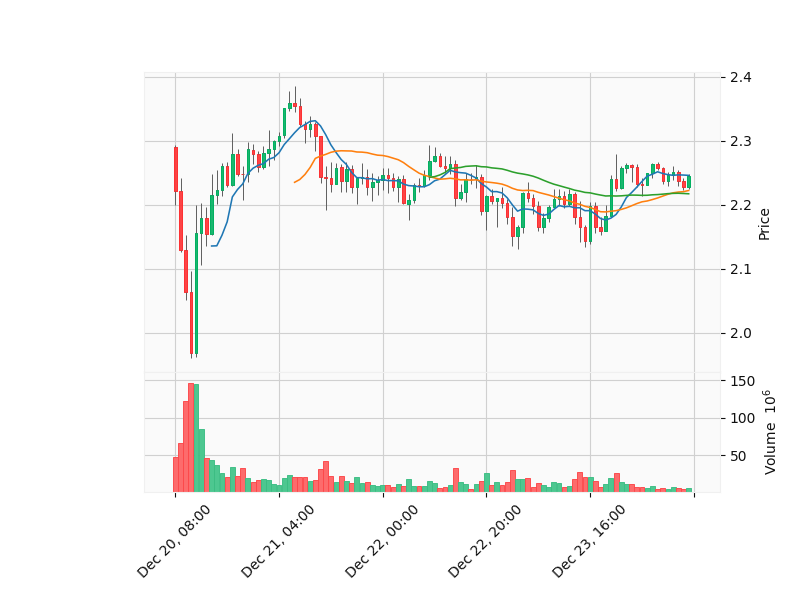 2.4
2.3
2.2
2.1
2.0
Price
150
100
50
Volume 10^6
Dec 20, 08:00
Dec 21, 04:00
Dec 22, 00:00
Dec 22, 20:00
Dec 23, 16:00